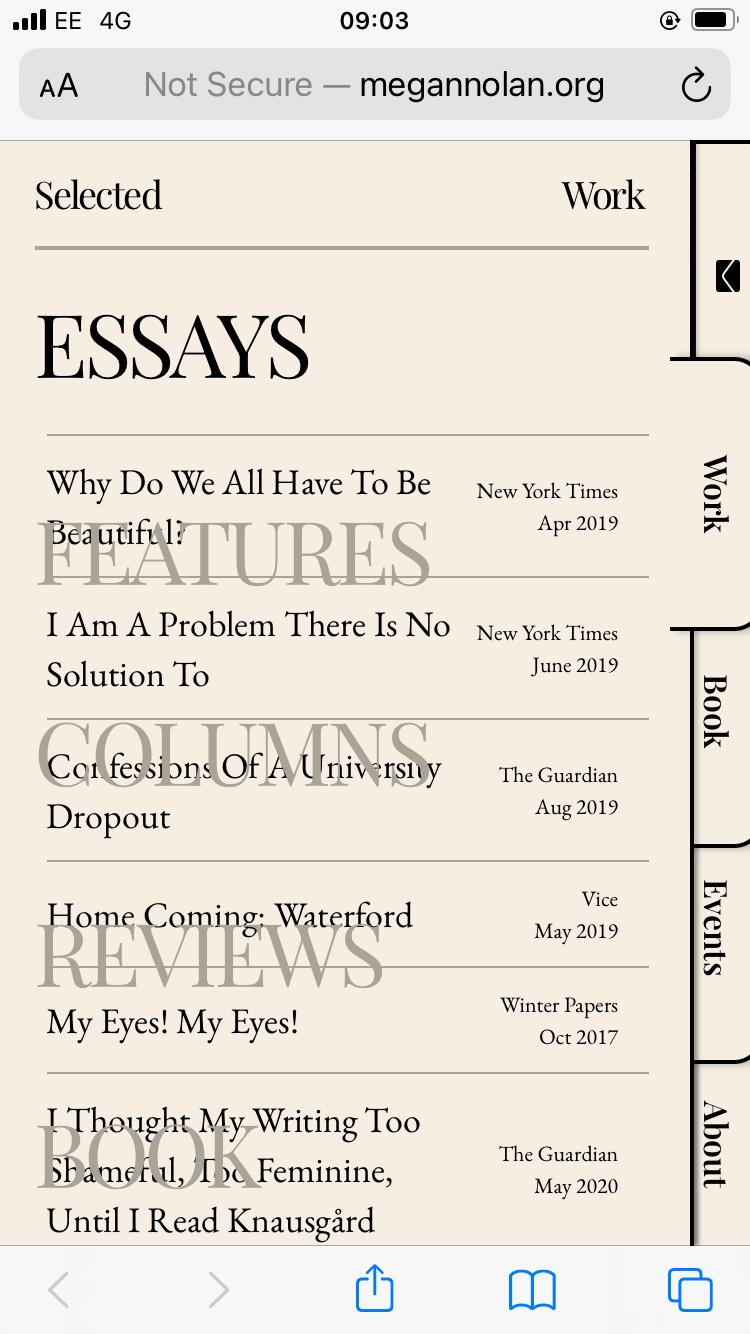 EE 4G 09:03
AA Not Secure — megannolan.org
Selected Work
ESSAYS
Why Do We All Have To Be
Beautiful?
New York Times
Apr 2019
FEATURES
I Am A Problem There Is No
Solution To
New York Times
June 2019
COLUMNS
Confessions Of A University
Dropout
The Guardian
Aug 2019
Home Coming: Waterford
Vice
May 2019
REVIEWS
My Eyes! My Eyes!
Winter Papers
Oct 2017
BOOK
I Thought My Writing Too
Shameful, Too Feminine,
Until I Read Knausgård
The Guardian
May 2020
Work
Book
Events
About